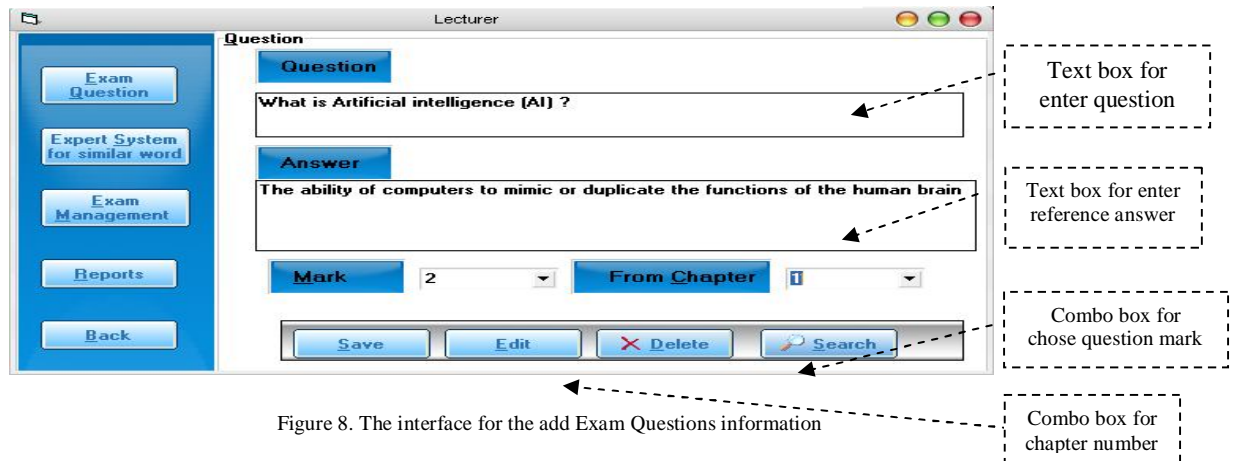 Lecturer
Exam
Question
Expert System
for similar word
Exam
Management
Reports
Back
Question
Question
What is Artificial intelligence (AI) ?
Answer
The ability of computers to mimic or duplicate the functions of the human brain
Mark 2 From Chapter 1
Save Edit Delete Search
Text box for
enter question
Text box for enter
reference answer
Combo box for
chose question mark
Combo box for
chapter number
Figure 8. The interface for the add Exam Questions information